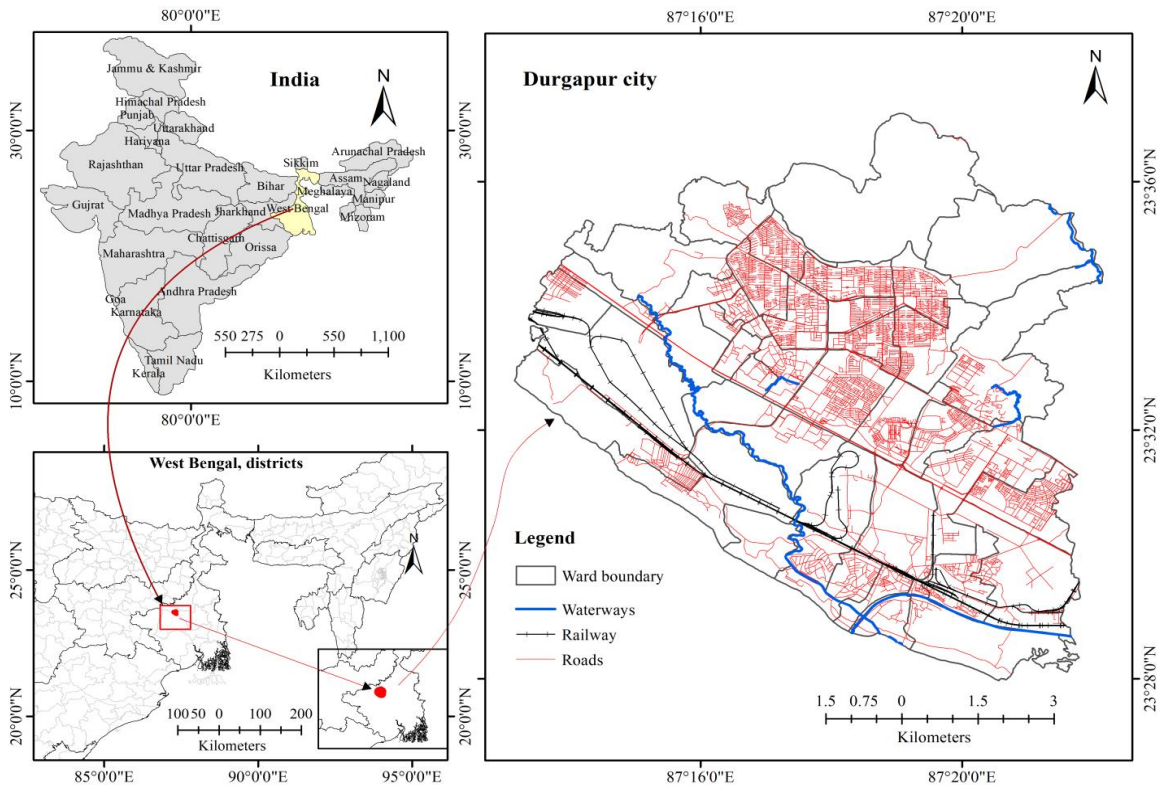 80°0'0"E
India
N
Jammu & Kashmir
Himachal Pradesh
Punjab
Uttarakhand
Hariyana
Rajashthan
Uttar Pradesh
Sikkim
Arunachal Pradesh
Assam
Nagaland
Bihar
Meghalaya
Manipur
Gujrat
Madhya Pradesh
Jharkhand
West Bengal
Mizoram
Chattisgarh
Orissa
Maharashtra
Andhra Pradesh
Goa
Karnataka
Tamil Nadu
Kerala
550 275 0 550 1,100
Kilometers
30°0'0"N
10°0'0"N
30°0'0"N
10°0'0"N
80°0'0"E
West Bengal, districts
N
25°0'0"N
20°0'0"N
25°0'0"N
20°0'0"N
10050 0 100 200
Kilometers
85°0'0"E 90°0'0"E 95°0'0"E
87°16'0"E 87°20'0"E
Durgapur city
N
23°36'0"N
23°32'0"N
23°28'0"N
Legend
Ward boundary
Waterways
Railway
Roads
1.5 0.75 0 1.5 3
Kilometers
87°16'0"E 87°20'0"E